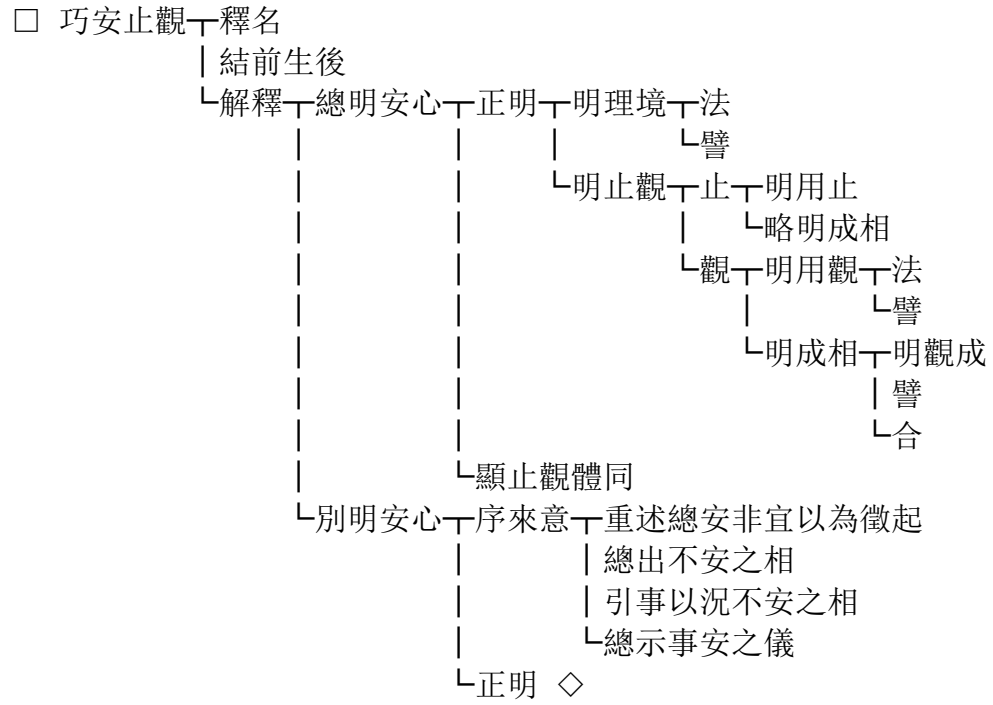 □ 巧安止觀┬釋名
│結前生後
└解釋┬總明安心┬正明┬明理境┬法
│ │ │ └譬
│ │ └明止觀┬止┬明用止
│ │ │ └略明成相
│ │ └觀┬明用觀┬法
│ │ │ └譬
│ │ └明成相┬明觀成
│ │ │譬
│ │ └合
│ └顯止觀體同
└別明安心┬序來意┬重述總安非宜以為徵起
│ │總出不安之相
│ │引事以況不安之相
│ └總示事安之儀
└正明 ◇